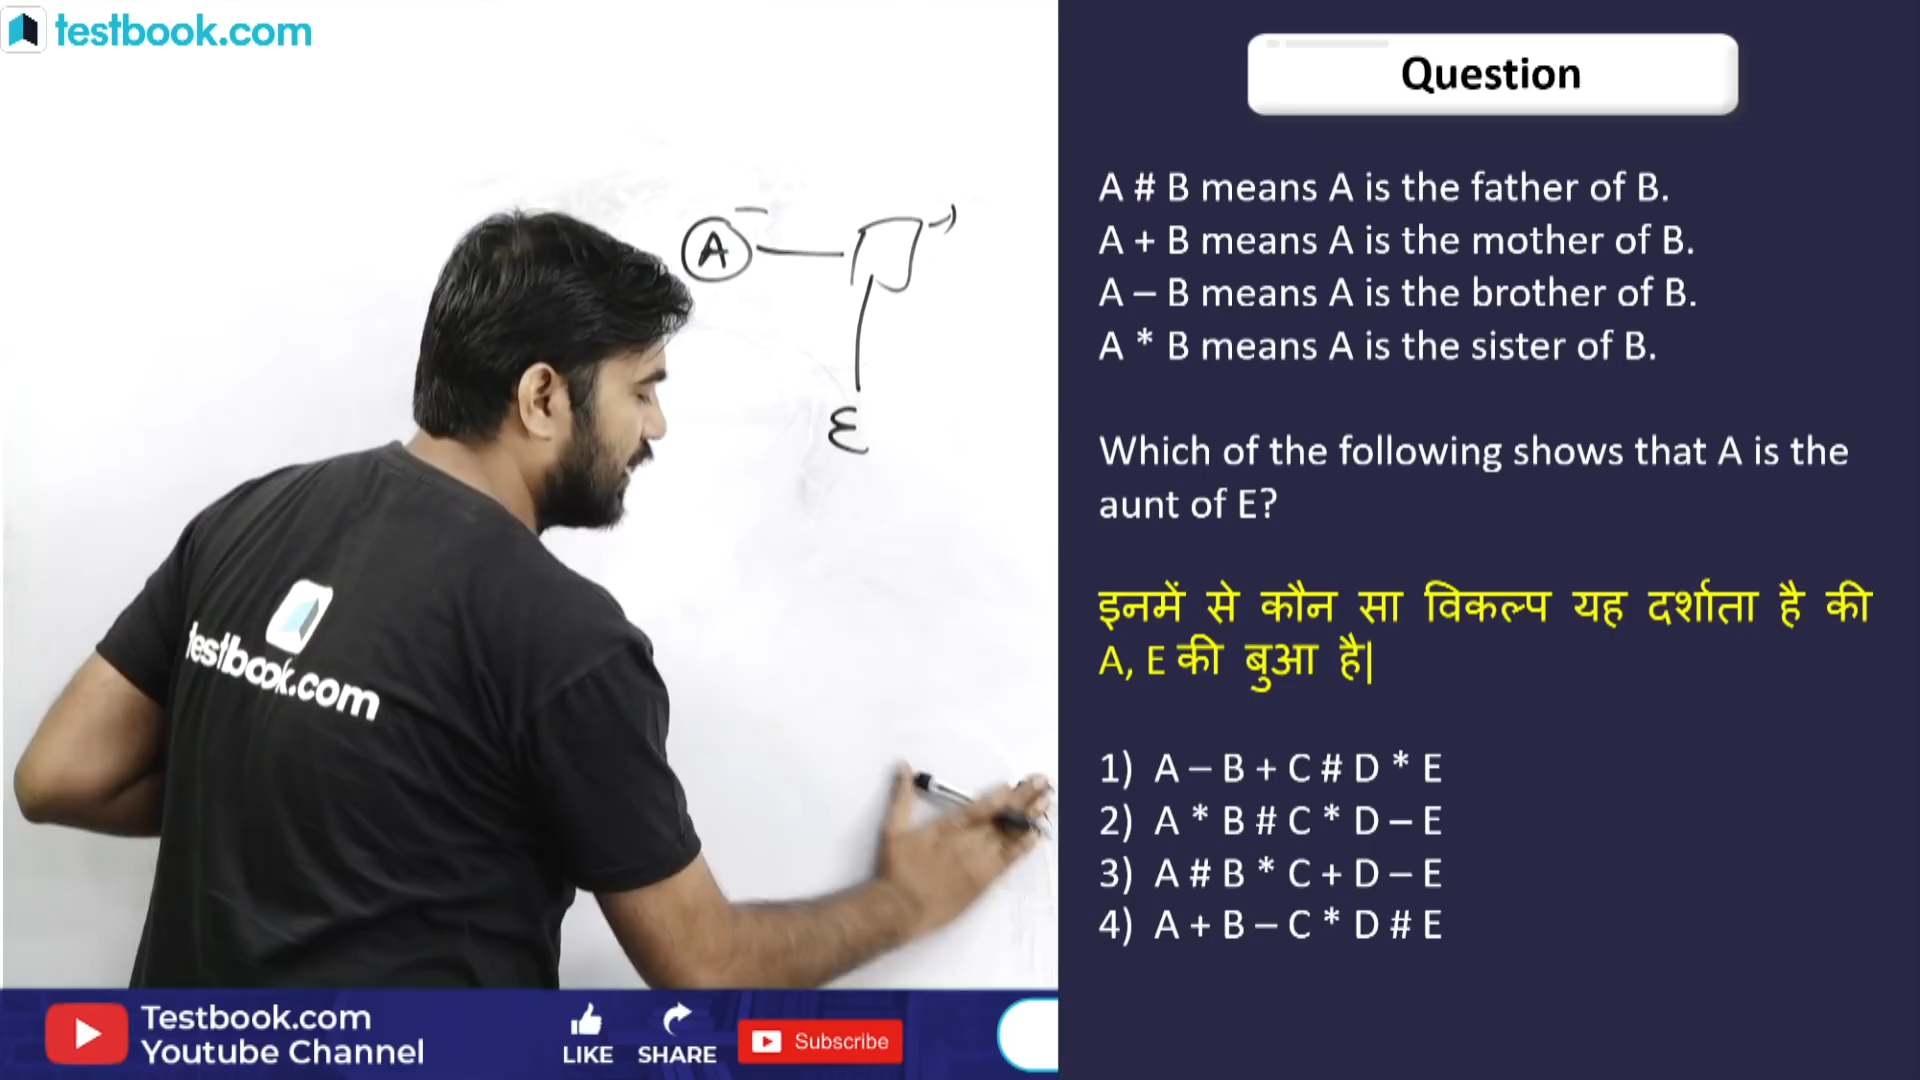 testbook.com
Question
A
E
A # B means A is the father of B.
A + B means A is the mother of B.
A – B means A is the brother of B.
A * B means A is the sister of B.
Which of the following shows that A is the
aunt of E?
इनमें से कौन सा विकल्प यह दर्शाता है की
A, E की बुआ है|
1) A – B + C # D * E
2) A * B # C * D – E
3) A # B * C + D – E
4) A + B – C * D # E
testbook.com
Testbook.com
Youtube Channel
LIKE
SHARE
Subscribe